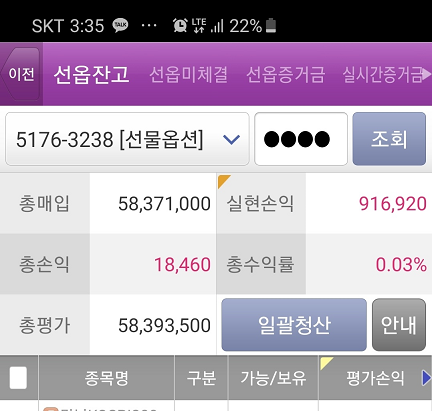 SKT 3:35 TALK ··· LTE 22%
이전 선옵잔고 선옵미체결 선옵증거금 실시간증거금
5176-3238 [선물옵션] ●●●● 조회
총매입 58,371,000 실현손익 916,920
총손익 18,460 총수익률 0.03%
총평가 58,393,500 일괄청산 안내
종목명 구분 가능/보유 평가손익